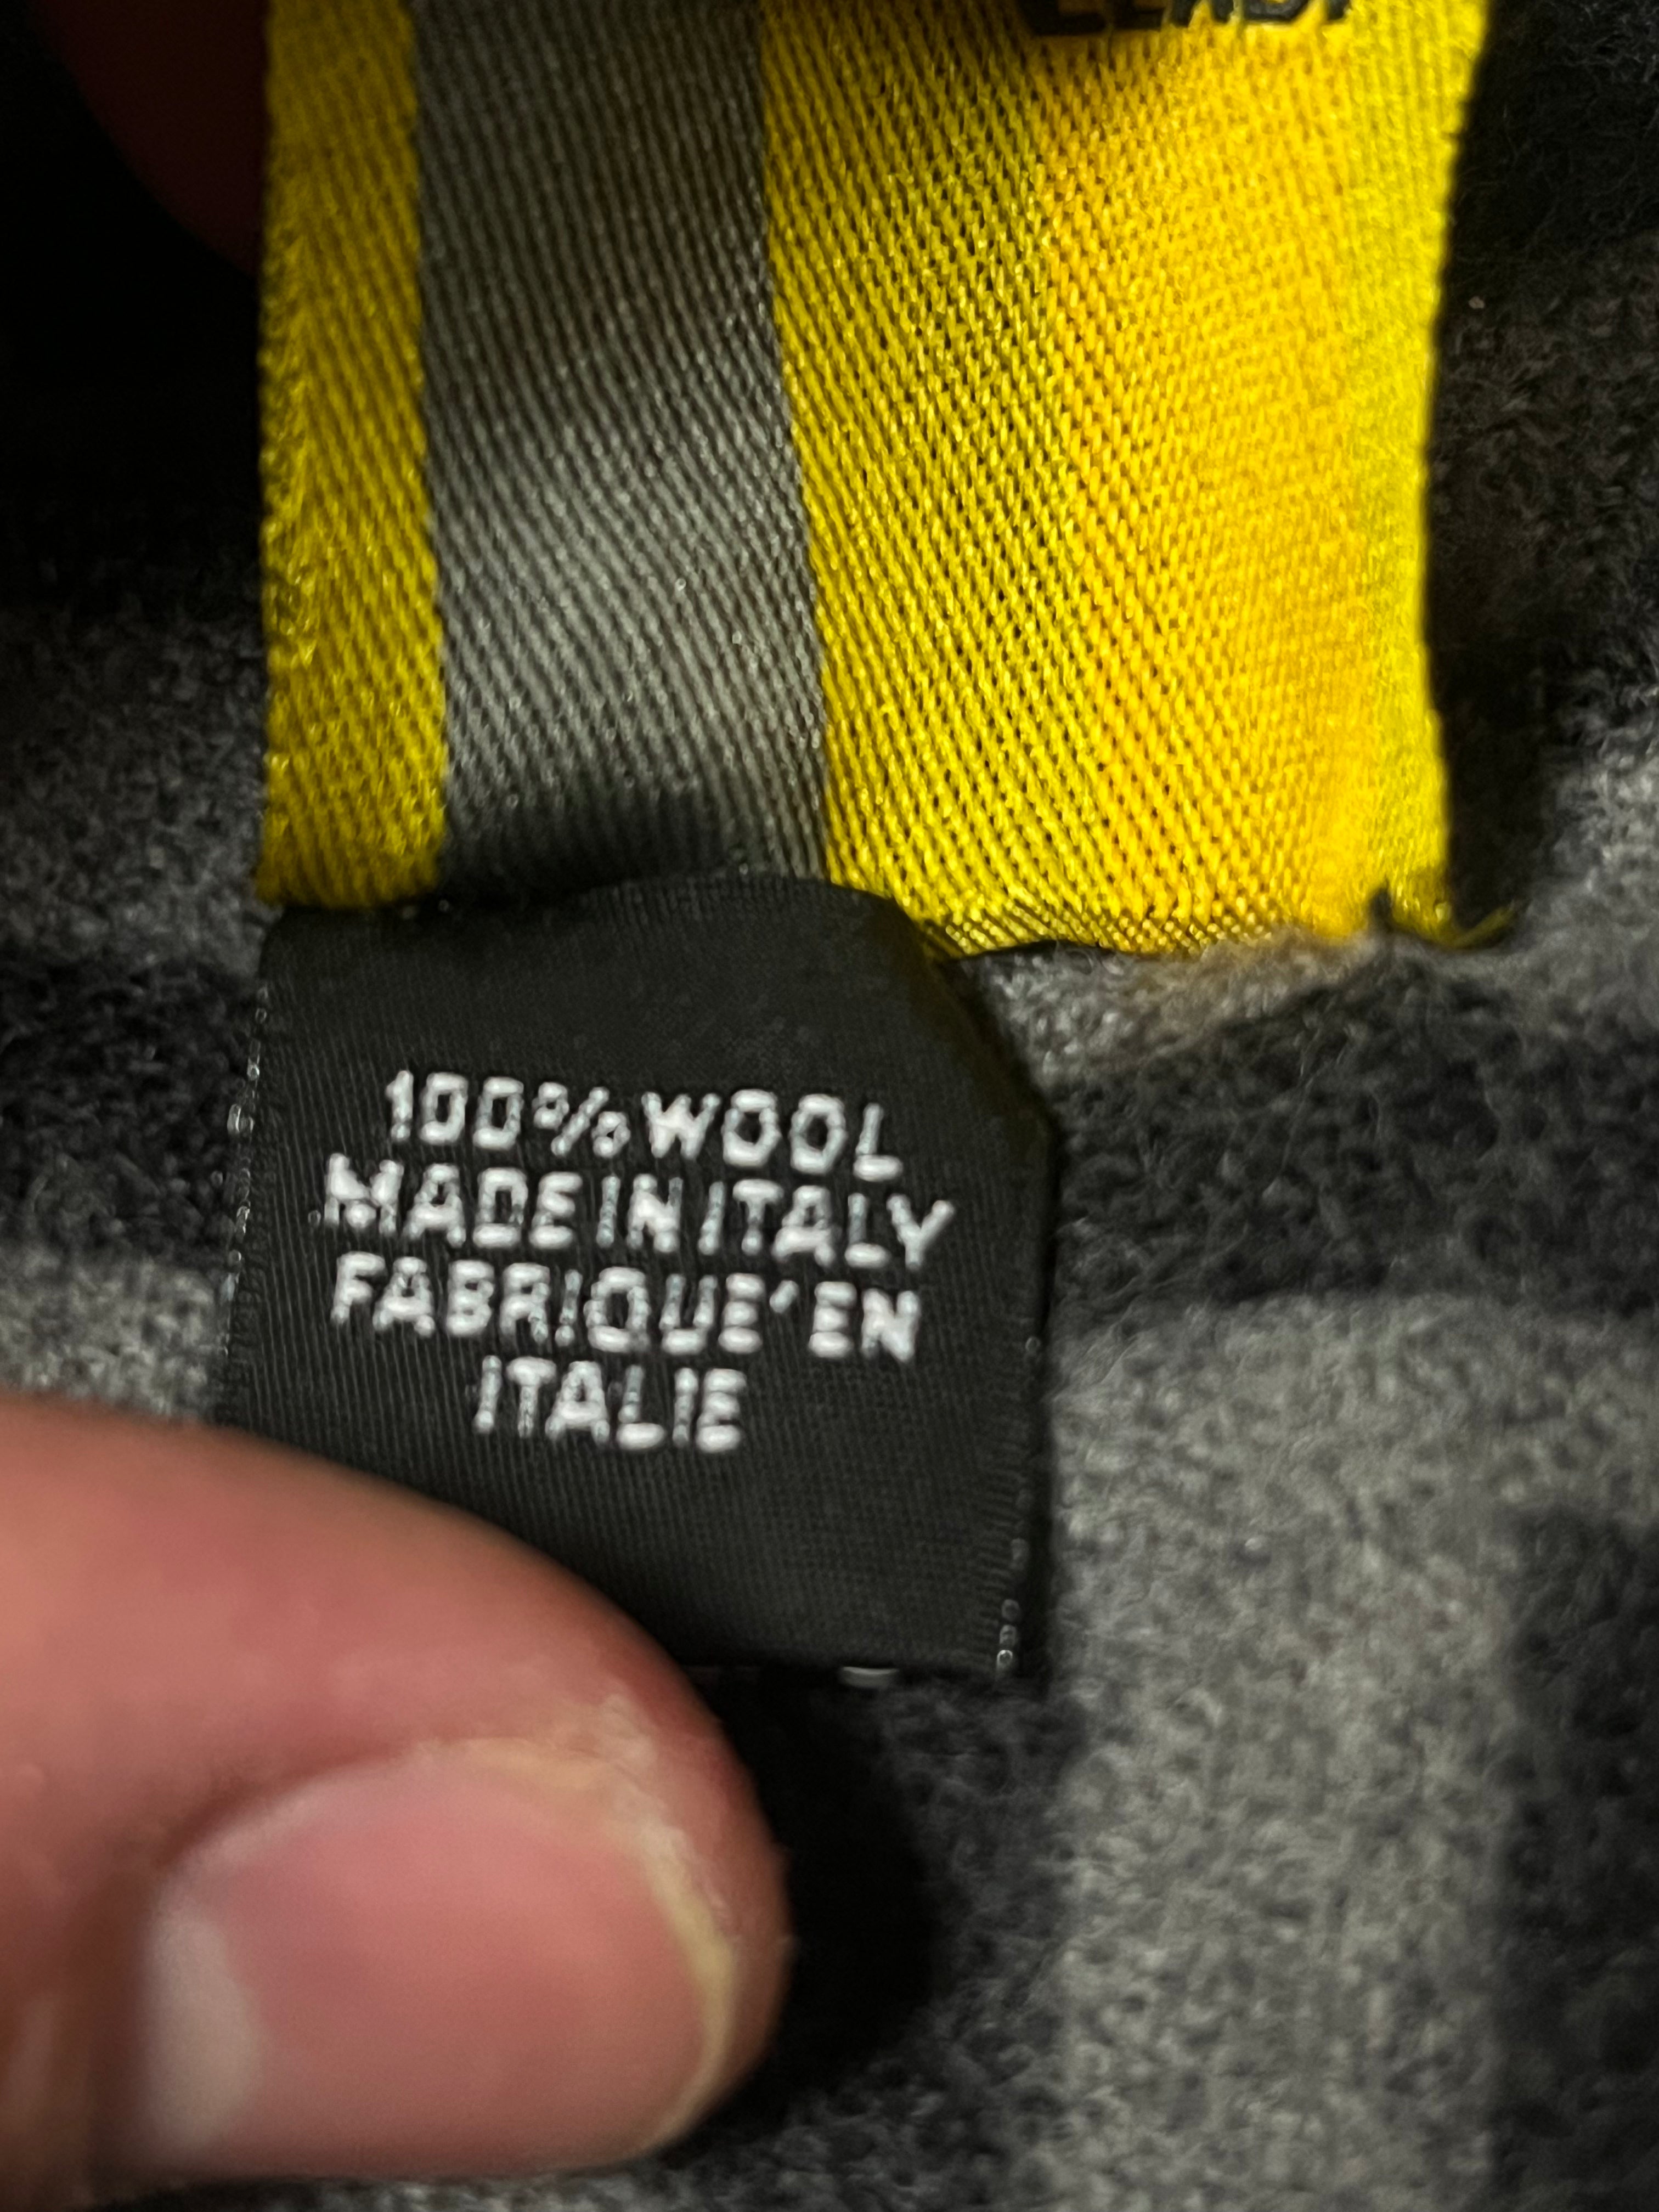 100% WOOL
MADE IN ITALY
FABRIQUE' EN
ITALIE